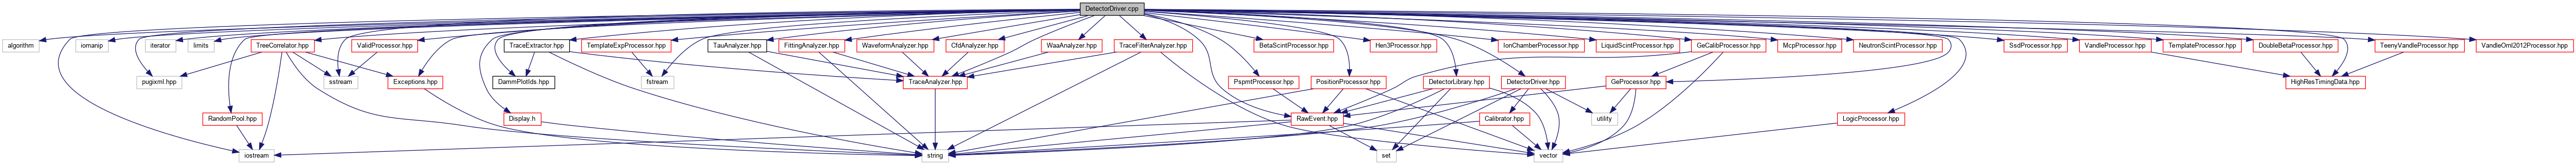 DetectorDriver.cpp
algorithm
iomanip
iterator
limits
TreeCorrelator.hpp
ValidProcessor.hpp
TraceExtractor.hpp
TemplateExpProcessor.hpp
TauAnalyzer.hpp
FittingAnalyzer.hpp
WaveformAnalyzer.hpp
CfdAnalyzer.hpp
WaaAnalyzer.hpp
TraceFilterAnalyzer.hpp
BetaScintProcessor.hpp
Hen3Processor.hpp
IonChamberProcessor.hpp
LiquidScintProcessor.hpp
GeCalibProcessor.hpp
McpProcessor.hpp
NeutronScintProcessor.hpp
SsdProcessor.hpp
VandleProcessor.hpp
TemplateProcessor.hpp
DoubleBetaProcessor.hpp
TeenyVandleProcessor.hpp
VandleOrnl2012Processor.hpp
pugixml.hpp
sstream
Exceptions.hpp
DammPlotIds.hpp
fstream
TraceAnalyzer.hpp
PspmtProcessor.hpp
PositionProcessor.hpp
DetectorLibrary.hpp
DetectorDriver.hpp
GeProcessor.hpp
HighResTimingData.hpp
RandomPool.hpp
Display.h
RawEvent.hpp
Calibrator.hpp
utility
LogicProcessor.hpp
iostream
string
set
vector